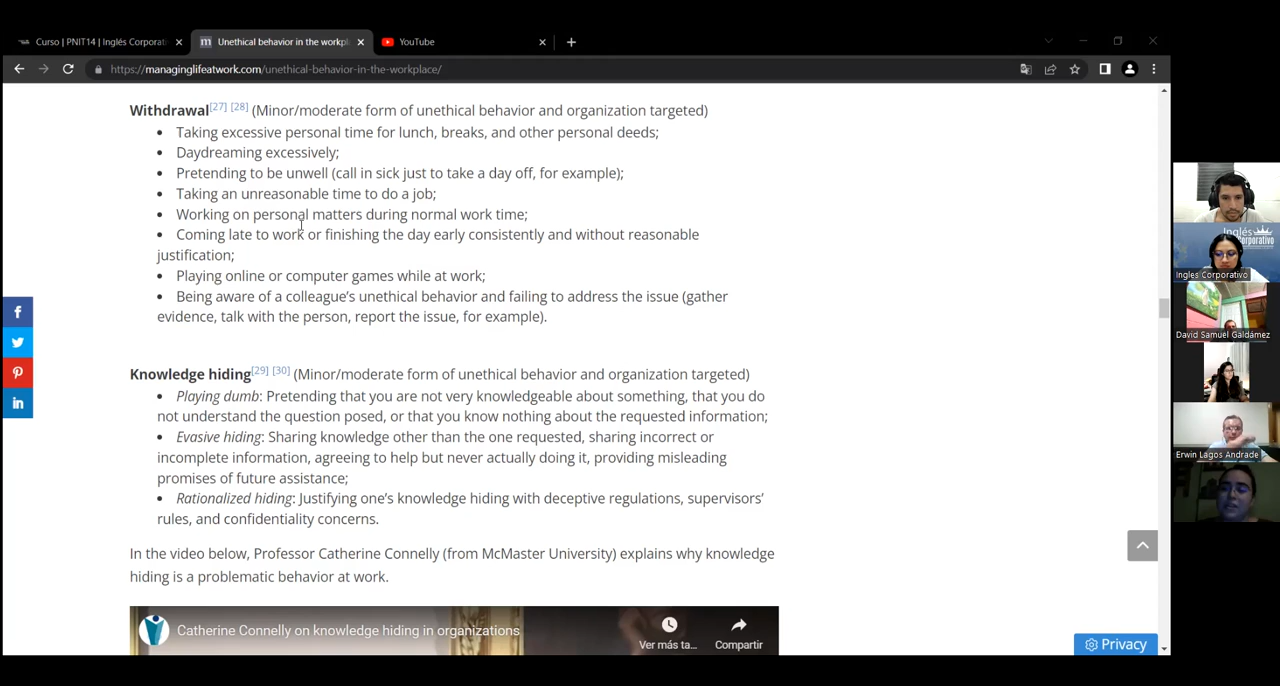 Curso | PNIT14 | Inglés Corporat
Unethical behavior in the workpl
YouTube
https://managinglifeatwork.com/unethical-behavior-in-the-workplace/
Withdrawal[27] [28] (Minor/moderate form of unethical behavior and organization targeted)
• Taking excessive personal time for lunch, breaks, and other personal deeds;
• Daydreaming excessively;
• Pretending to be unwell (call in sick just to take a day off, for example);
• Taking an unreasonable time to do a job;
• Working on personal matters during normal work time;
• Coming late to work or finishing the day early consistently and without reasonable
justification;
• Playing online or computer games while at work;
• Being aware of a colleague's unethical behavior and failing to address the issue (gather
evidence, talk with the person, report the issue, for example).
Knowledge hiding[29] [30] (Minor/moderate form of unethical behavior and organization targeted)
• Playing dumb: Pretending that you are not very knowledgeable about something, that you do
not understand the question posed, or that you know nothing about the requested information;
• Evasive hiding: Sharing knowledge other than the one requested, sharing incorrect or
incomplete information, agreeing to help but never actually doing it, providing misleading
promises of future assistance;
• Rationalized hiding: Justifying one's knowledge hiding with deceptive regulations, supervisors'
rules, and confidentiality concerns.
In the video below, Professor Catherine Connelly (from McMaster University) explains why knowledge
hiding is a problematic behavior at work.
Catherine Connelly on knowledge hiding in organizations
Ver más ta...
Compartir
Privacy
Inglés
Corporativo
Ingles Corporativo
David Samuel Galdámez
Erwin Lagos Andrade